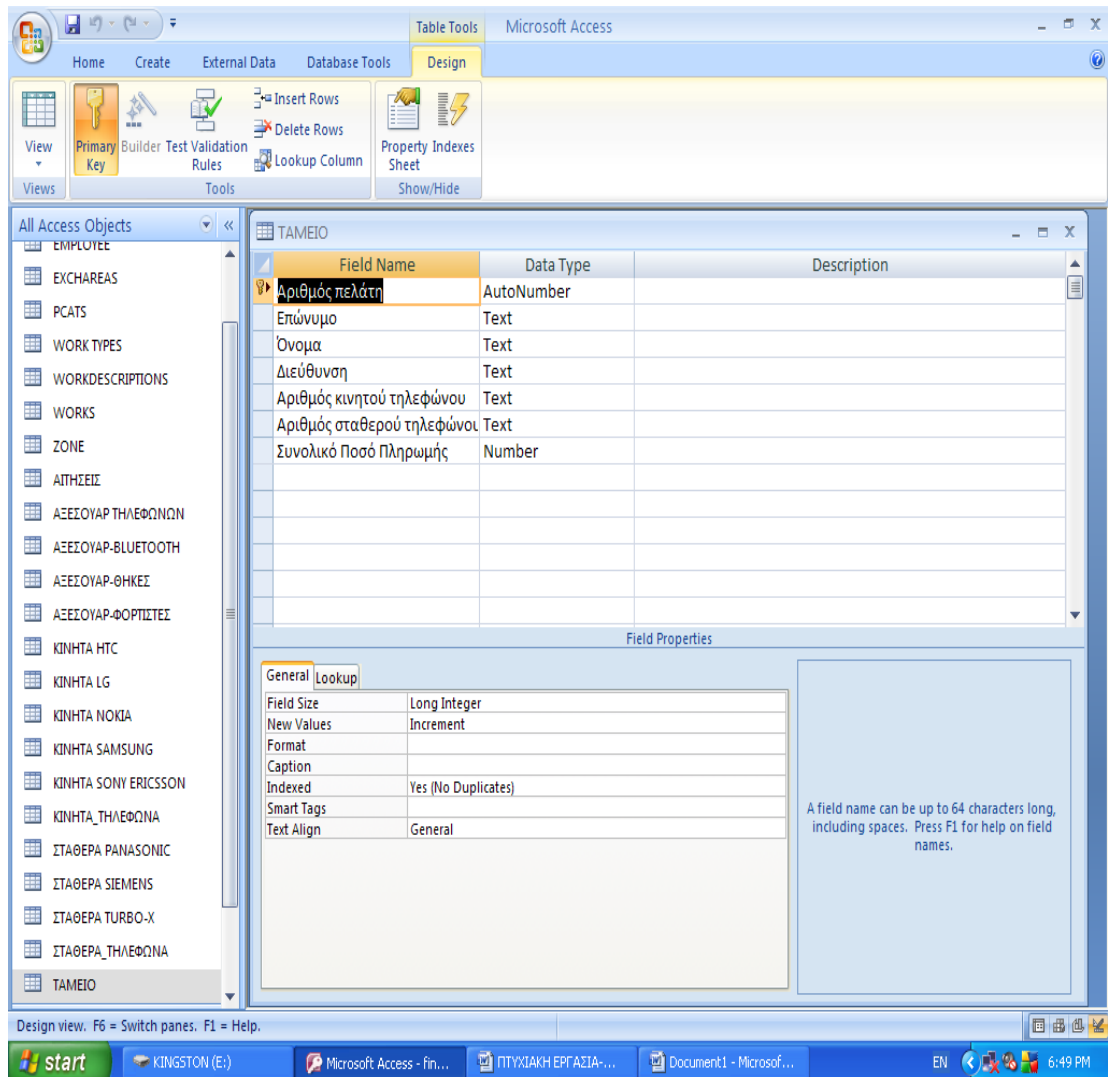 Table Tools Microsoft Access
Home Create External Data Database Tools Design
View
Views
Primary Key
Builder
Test Validation Rules
Insert Rows
Delete Rows
Lookup Column
Tools
Property Sheet
Indexes
Show/Hide
All Access Objects
EMPLOYEE
EXCHAREAS
PCATS
WORK TYPES
WORKDESCRIPTIONS
WORKS
ZONE
ΑΙΤΗΣΕΙΣ
ΑΞΕΣΟΥΑΡ ΤΗΛΕΦΩΝΩΝ
ΑΞΕΣΟΥΑΡ-BLUETOOTH
ΑΞΕΣΟΥΑΡ-ΘΗΚΕΣ
ΑΞΕΣΟΥΑΡ-ΦΟΡΤΙΣΤΕΣ
ΚΙΝΗΤΑ HTC
ΚΙΝΗΤΑ LG
ΚΙΝΗΤΑ NOKIA
ΚΙΝΗΤΑ SAMSUNG
ΚΙΝΗΤΑ SONY ERICSSON
ΚΙΝΗΤΑ_ΤΗΛΕΦΩΝΑ
ΣΤΑΘΕΡΑ PANASONIC
ΣΤΑΘΕΡΑ SIEMENS
ΣΤΑΘΕΡΑ TURBO-X
ΣΤΑΘΕΡΑ_ΤΗΛΕΦΩΝΑ
ΤΑΜΕΙΟ
ΤΑΜΕΙΟ
Field Name Data Type Description
Αριθμός πελάτη AutoNumber
Επώνυμο Text
Όνομα Text
Διεύθυνση Text
Αριθμός κινητού τηλεφώνου Text
Αριθμός σταθερού τηλεφώνου Text
Συνολικό Ποσό Πληρωμής Number
Field Properties
General Lookup
Field Size Long Integer
New Values Increment
Format
Caption
Indexed Yes (No Duplicates)
Smart Tags
Text Align General
A field name can be up to 64 characters long,
including spaces. Press F1 for help on field
names.
Design view. F6 = Switch panes. F1 = Help.
start KINGSTON (E:) Microsoft Access - fin... ΠΤΥΧΙΑΚΗ ΕΡΓΑΣΙΑ-... Document1 - Microsof... EN 6:49 PM